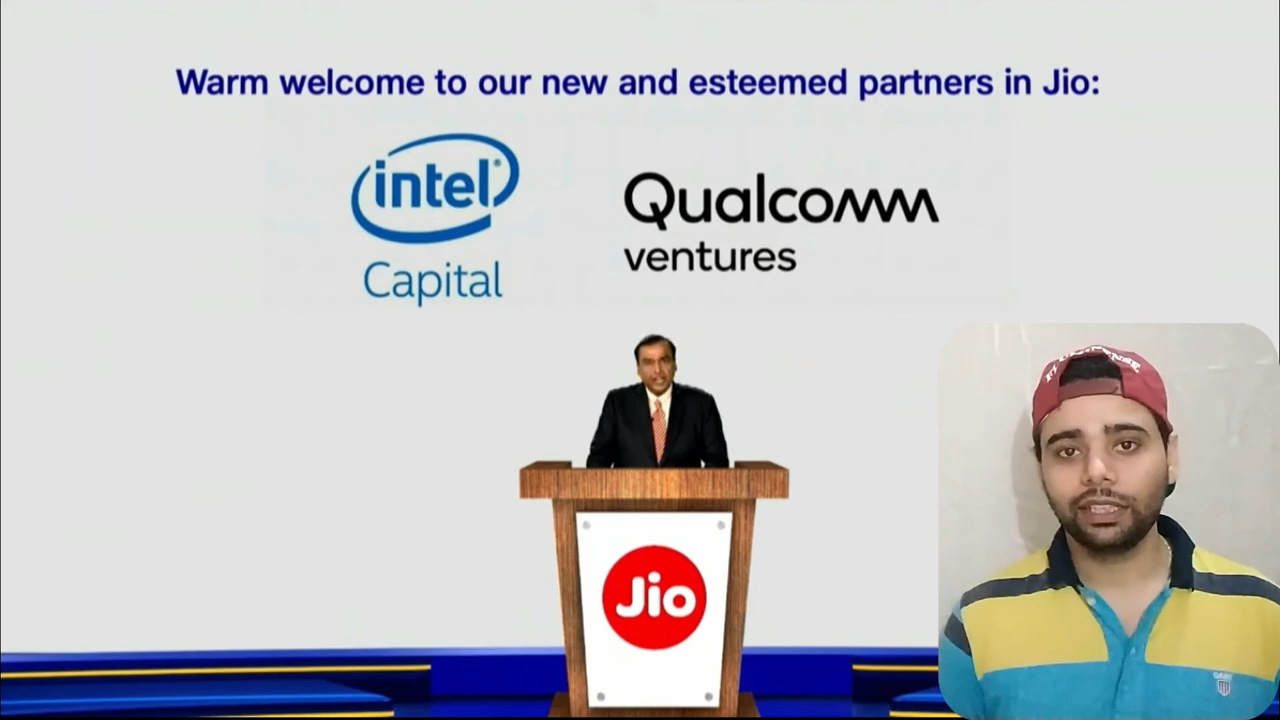 Warm welcome to our new and esteemed partners in Jio:
intel®
Capital
Qualcomm
ventures
Jio